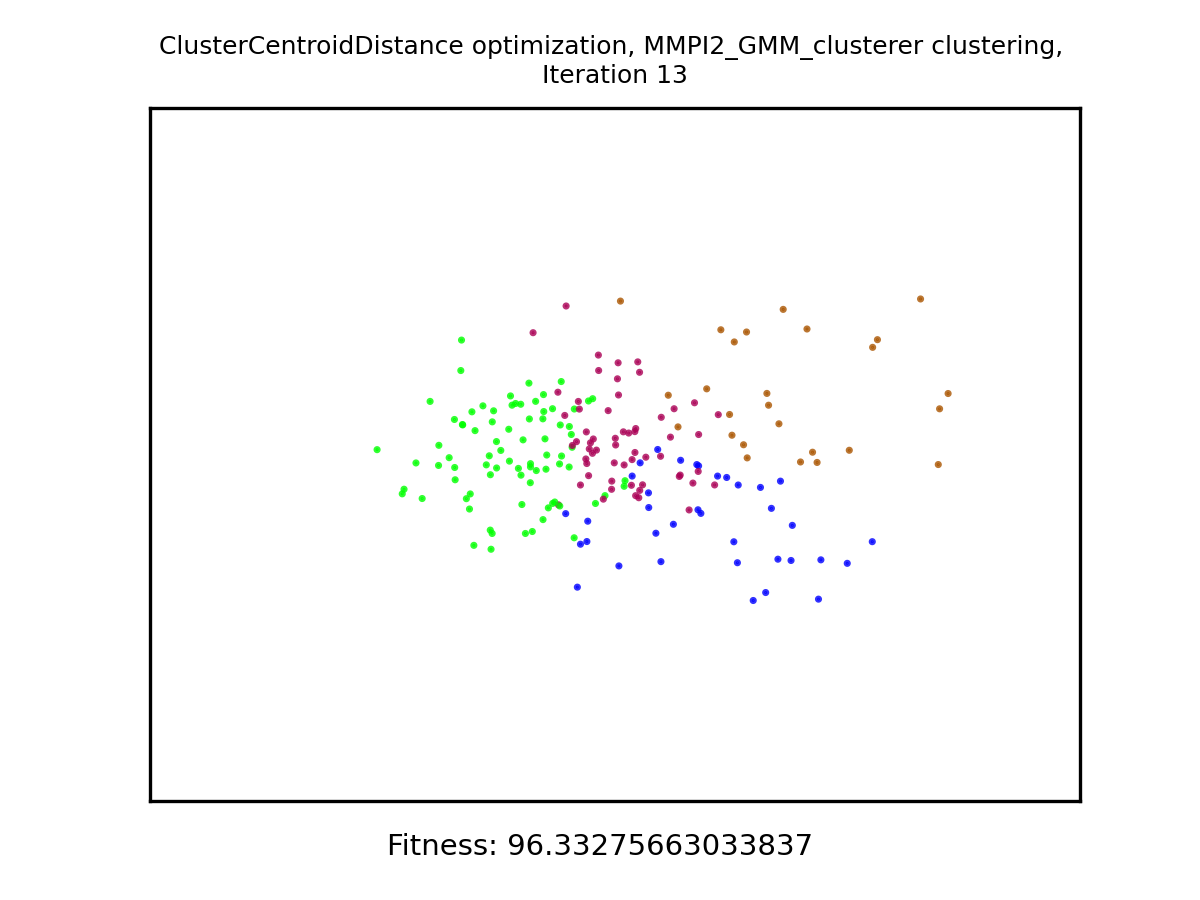 ClusterCentroidDistance optimization, MMPI2_GMM_clusterer clustering,
Iteration 13
Fitness: 96.33275663033837